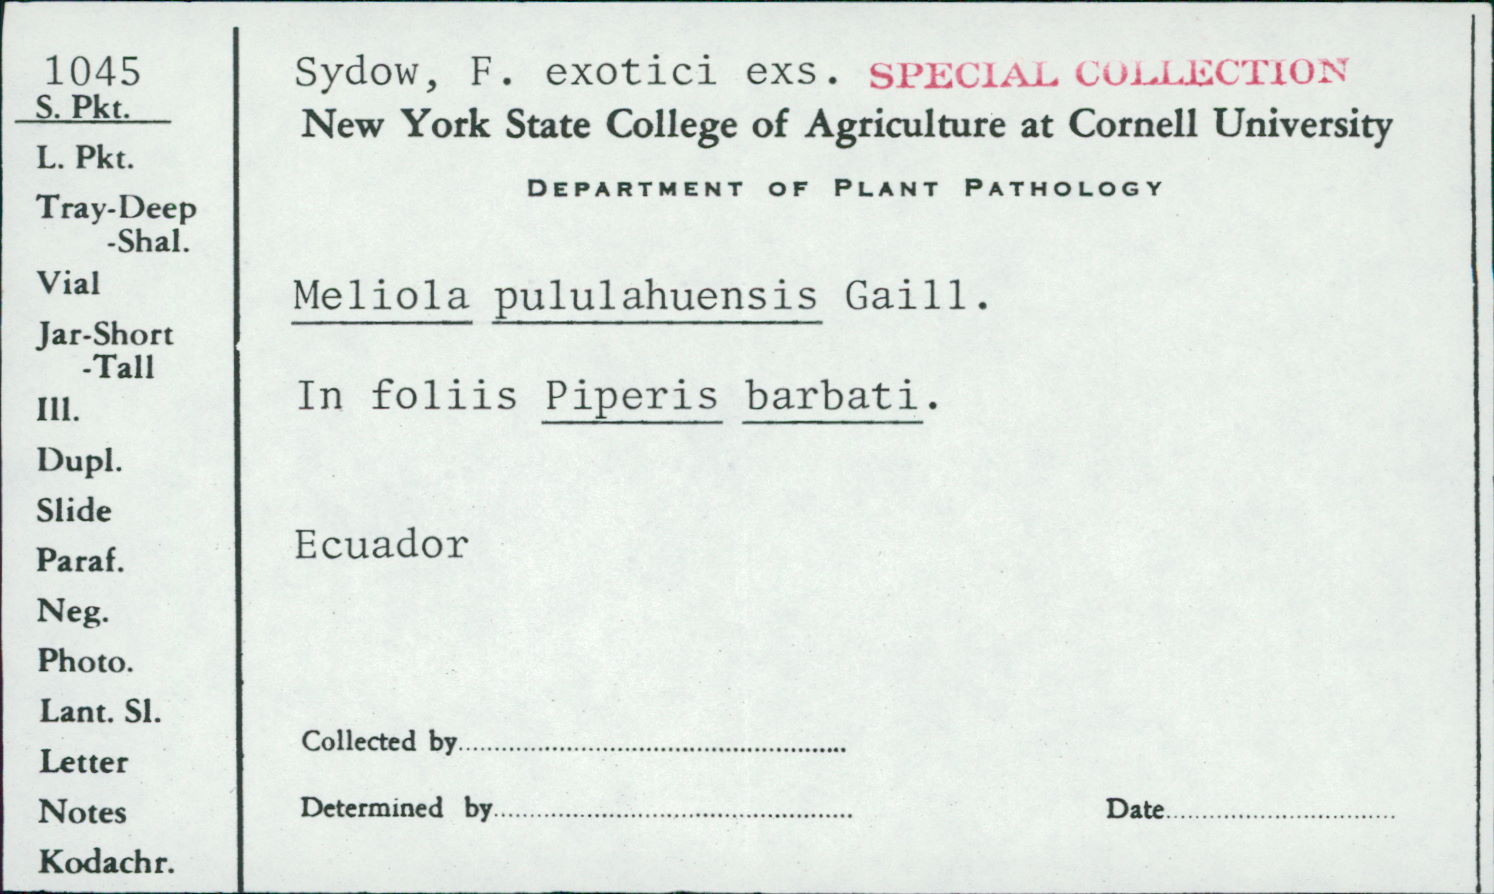 1045
S. Pkt.
L. Pkt.
Tray-Deep
-Shal.
Vial
Jar-Short
-Tall
Ill.
Dupl.
Slide
Paraf.
Neg.
Photo.
Lant. Sl.
Letter
Notes
Kodachr.
Sydow, F. exotici exs. SPECIAL COLLECTION
New York State College of Agriculture at Cornell University
DEPARTMENT OF PLANT PATHOLOGY
Meliola pululahuensis Gaill.
In foliis Piperis barbati.
Ecuador
Collected by
Determined by
Date